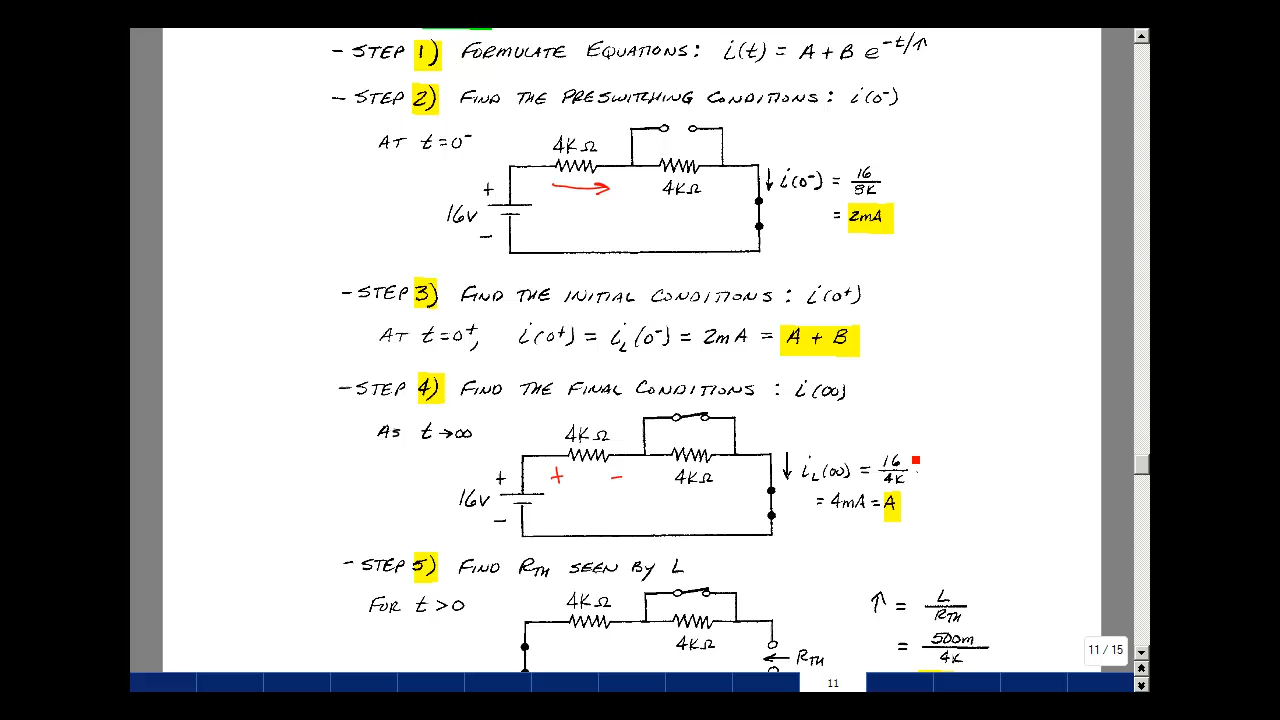 - STEP 1) FORMULATE EQUATIONS: i(t) = A + B e^-t/τ
- STEP 2) FIND THE PRESWITCHING CONDITIONS: i(0⁻)
AT t=0⁻
4KΩ
4KΩ
+
16V
-
↓ i(0⁻) = 16/8K
= 2mA
- STEP 3) FIND THE INITIAL CONDITIONS: i(0⁺)
AT t=0⁺, i(0⁺) = i_L(0⁻) = 2mA = A + B
- STEP 4) FIND THE FINAL CONDITIONS: i(∞)
AS t→∞
4KΩ
+ -
4KΩ
+
16V
-
↓ i_L(∞) = 16/4K
= 4mA = A
- STEP 5) FIND R_TH SEEN BY L
FOR t > 0
4KΩ
4KΩ
← R_TH
τ = L/R_TH
= 500m/4K
11 / 15
11